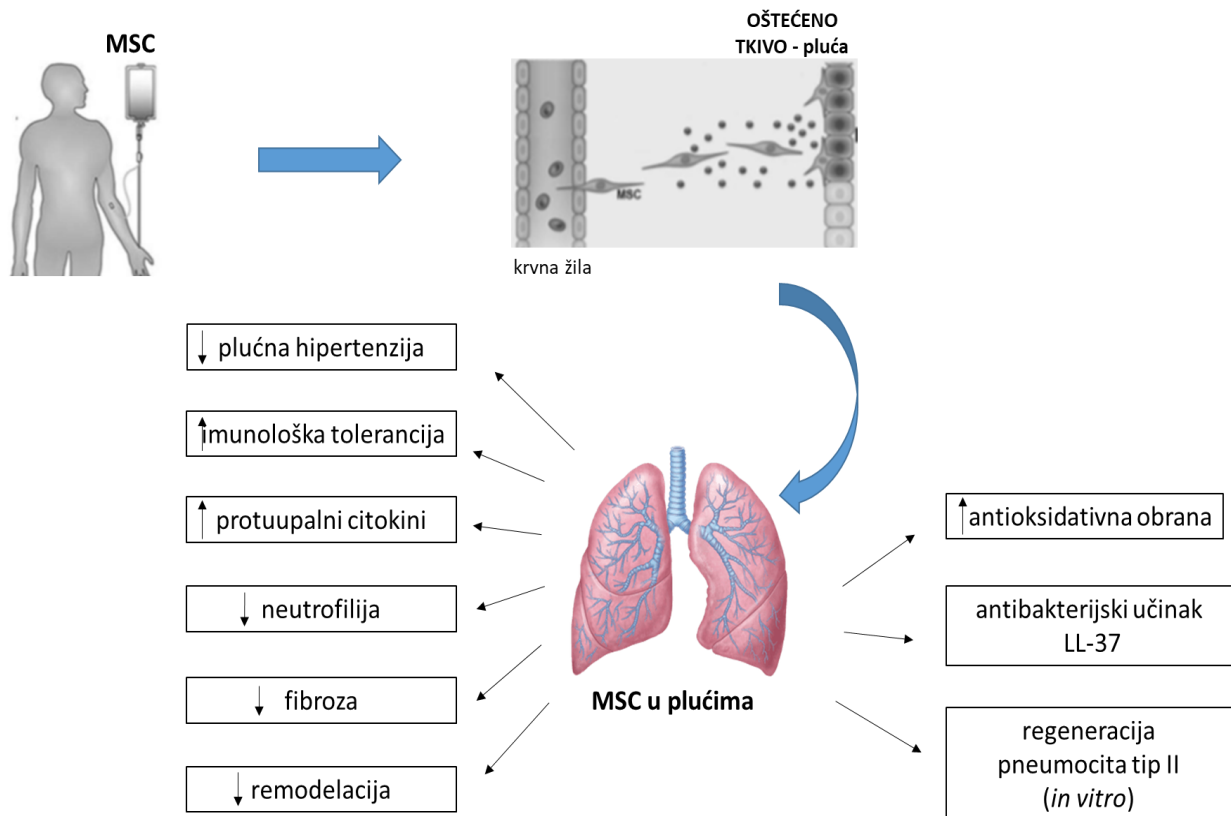 MSC
OŠTEĆENO
TKIVO - pluća
MSC
krvna žila
↓ plućna hipertenzija
↑ imunološka tolerancija
↑ protuupalni citokini
↓ neutrofilija
↓ fibroza
↓ remodelacija
MSC u plućima
↑ antioksidativna obrana
antibakterijski učinak
LL-37
regeneracija
pneumocita tip II
(in vitro)